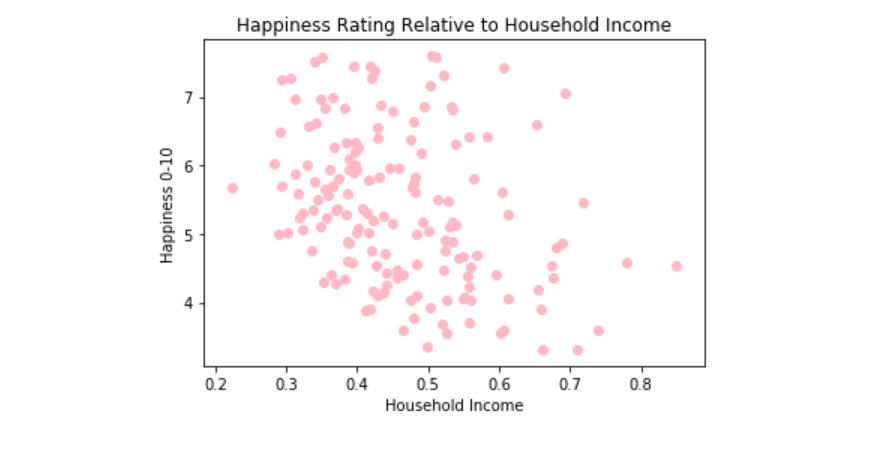 Happiness Rating Relative to Household Income
7
6
5
4
Happiness 0-10
0.2 0.3 0.4 0.5 0.6 0.7 0.8
Household Income